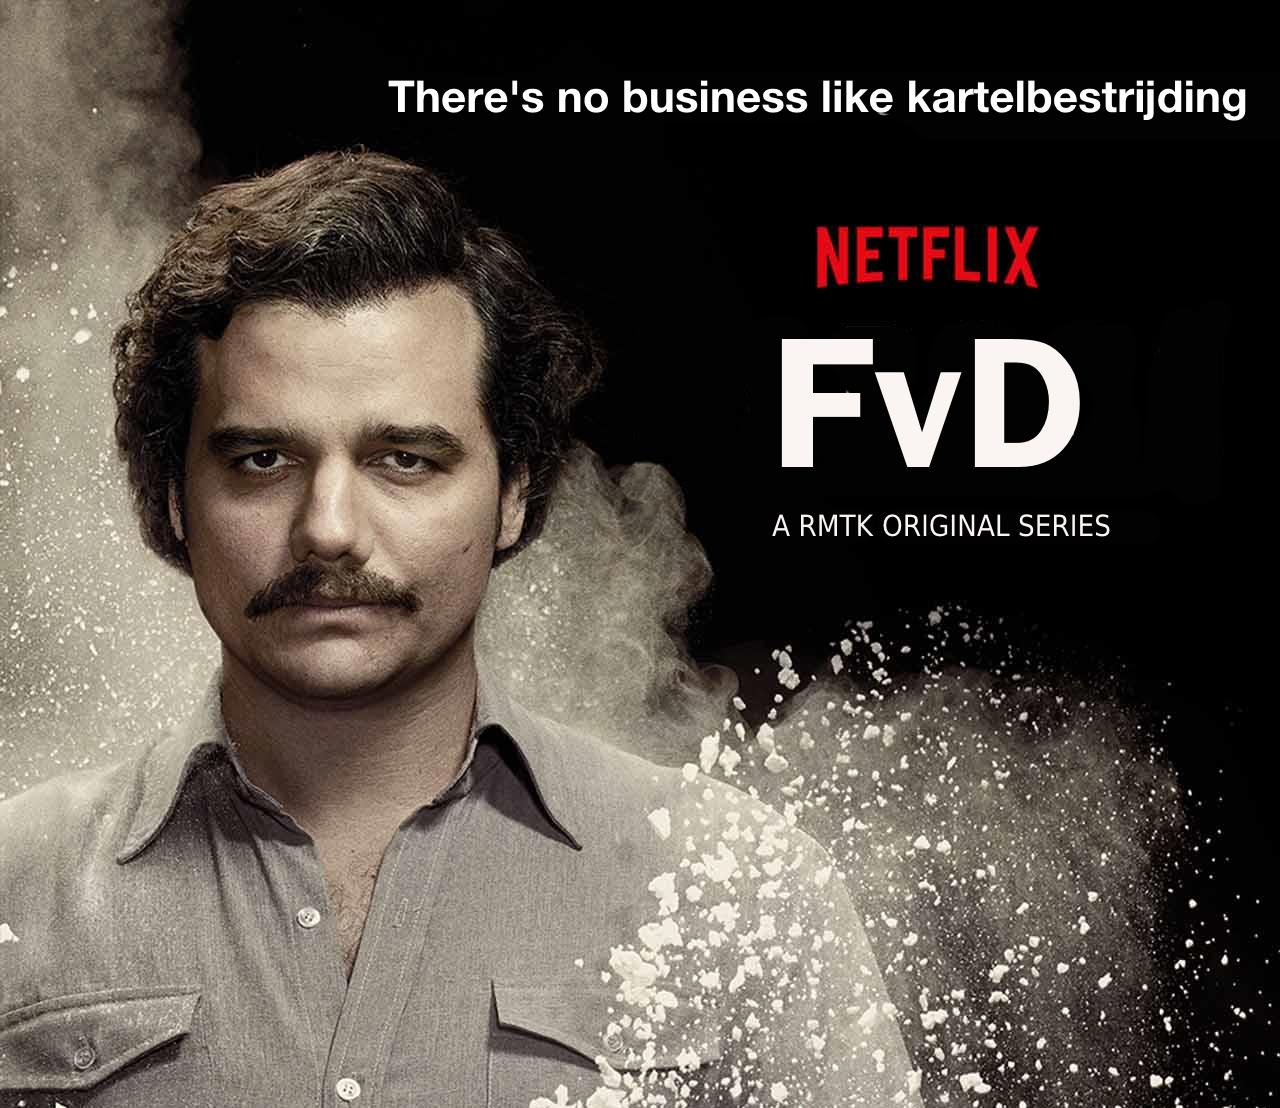 There's no business like kartelbestrijding
NETFLIX
FvD
A RMTK ORIGINAL SERIES